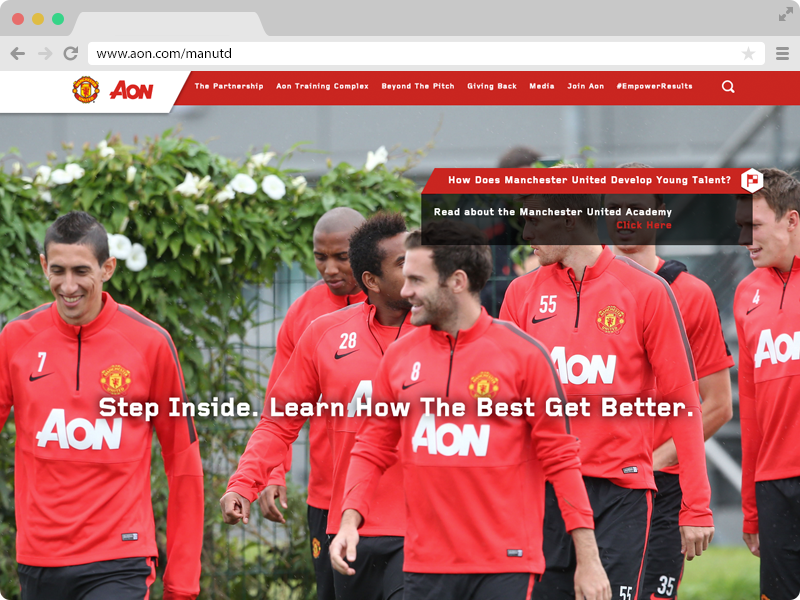 www.aon.com/manutd
AON
The Partnership Aon Training Complex Beyond The Pitch Giving Back Media Join Aon #EmpowerResults
How Does Manchester United Develop Young Talent?
Read about the Manchester United Academy
Click Here
55
4
28
7
8
AON
AON
Step Inside. Learn How The Best Get Better.
AON
AON
55
35